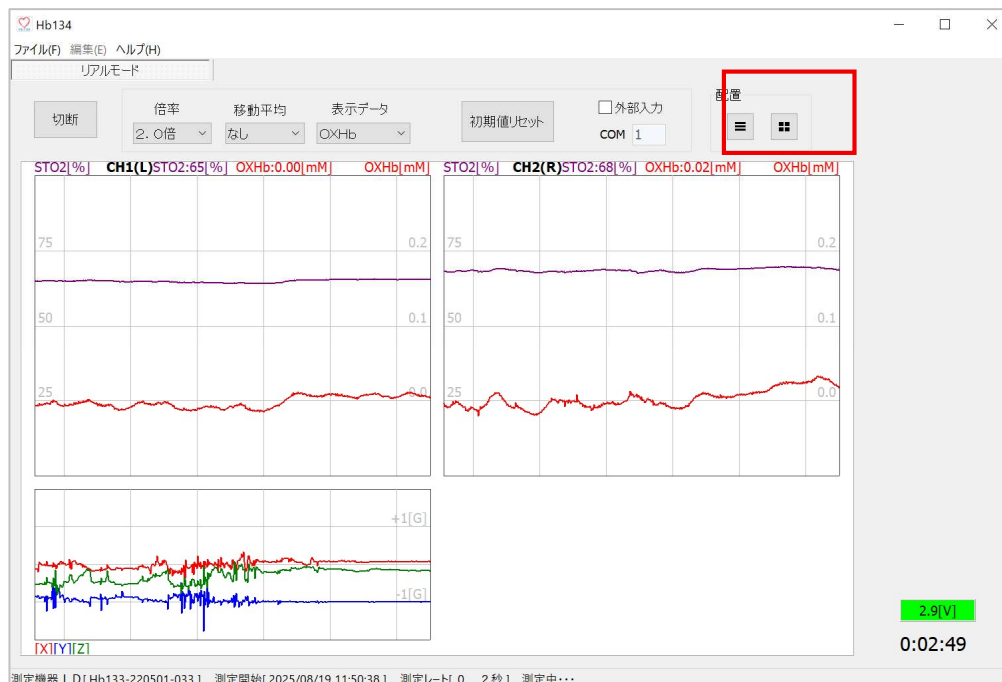 Hb134
ファイル(F) 編集(E) ヘルプ(H)
リアルモード
切断
倍率
2.0倍
移動平均
なし
表示データ
OXHb
初期値リセット
外部入力
COM 1
配置
STO2[%] CH1(L)STO2:65[%] OXHb:0.00[mM] OXHb[mM]
75 0.2
50 0.1
25 0.0
STO2[%] CH2(R)STO2:68[%] OXHb:0.02[mM] OXHb[mM]
75 0.2
50 0.1
25 0.0
+1[G]
-1[G]
[X][Y][Z]
2.9[V]
0:02:49
測定機器ID[Hb133-220501-033] 測定開始[2025/08/19 11:50:38] 測定レート[0.2秒] 測定中・・・